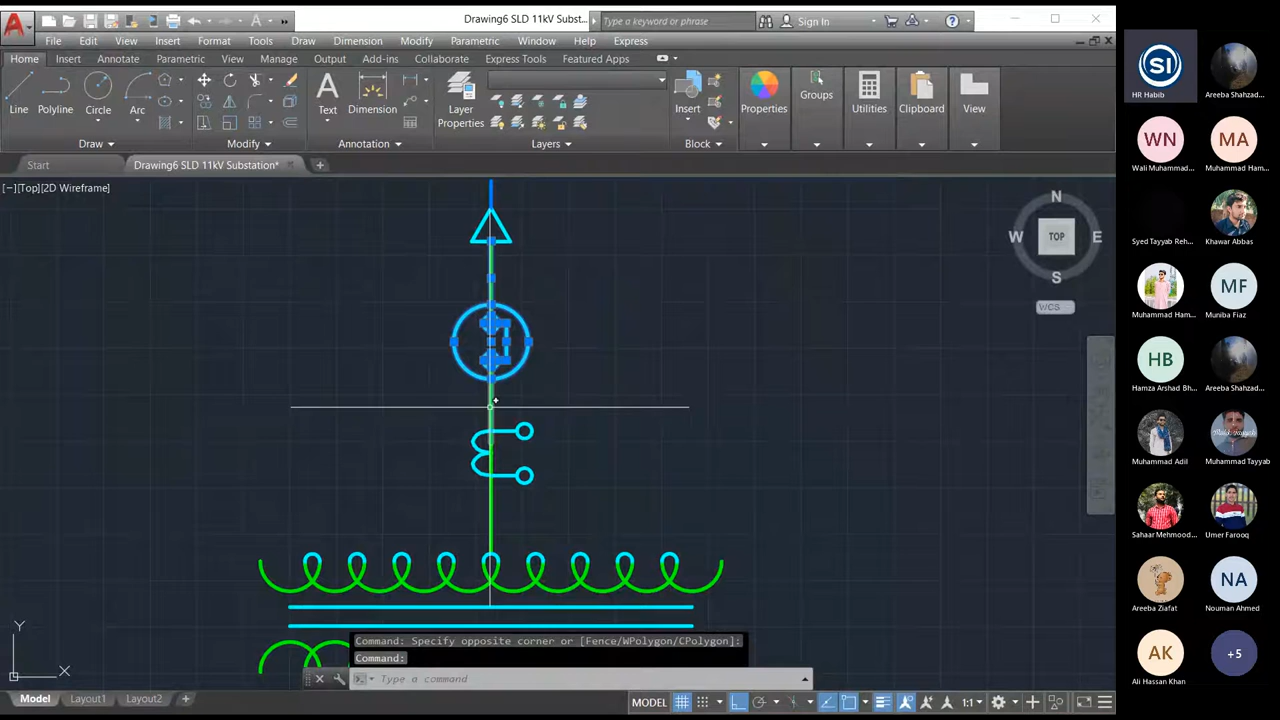 Drawing6 SLD 11kV Subst...
Type a keyword or phrase
Sign In
File Edit View Insert Format Tools Draw Dimension Modify Parametric Window Help Express
Home Insert Annotate Parametric View Manage Output Add-ins Collaborate Express Tools Featured Apps
Line Polyline Circle Arc Text Dimension Layer Properties Insert Properties Groups Utilities Clipboard View
Draw Modify Annotation Layers Block
Start Drawing6 SLD 11kV Substation*
[−][Top][2D Wireframe]
N
W TOP E
S
WCS
Y
X
Command: Specify opposite corner or [Fence/WPolygon/CPolygon]:
Command:
Type a command
Model Layout1 Layout2
MODEL
1:1
SI
HR Habib
Areeba Shahzad...
WN
Wali Muhammad...
MA
Muhammad Ham...
Syed Tayyab Reh...
Khawar Abbas
Muhammad Ham...
MF
Muniba Fiaz
HB
Hamza Arshad Bh...
Areeba Shahzad...
Muhammad Adil
Muhammad Tayyab
Sahaar Mehmood...
Umer Farooq
Areeba Ziafat
NA
Nouman Ahmed
AK
Ali Hassan Khan
+5